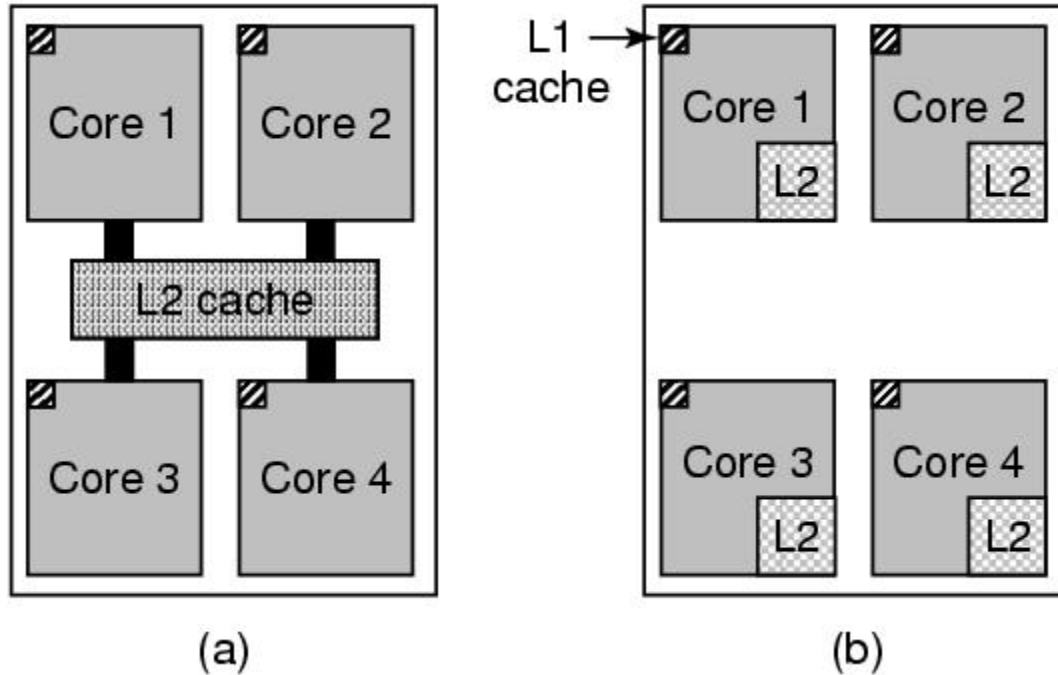 Core 1
Core 2
L2 cache
Core 3
Core 4
(a)
L1
cache
Core 1
L2
Core 2
L2
Core 3
L2
Core 4
L2
(b)